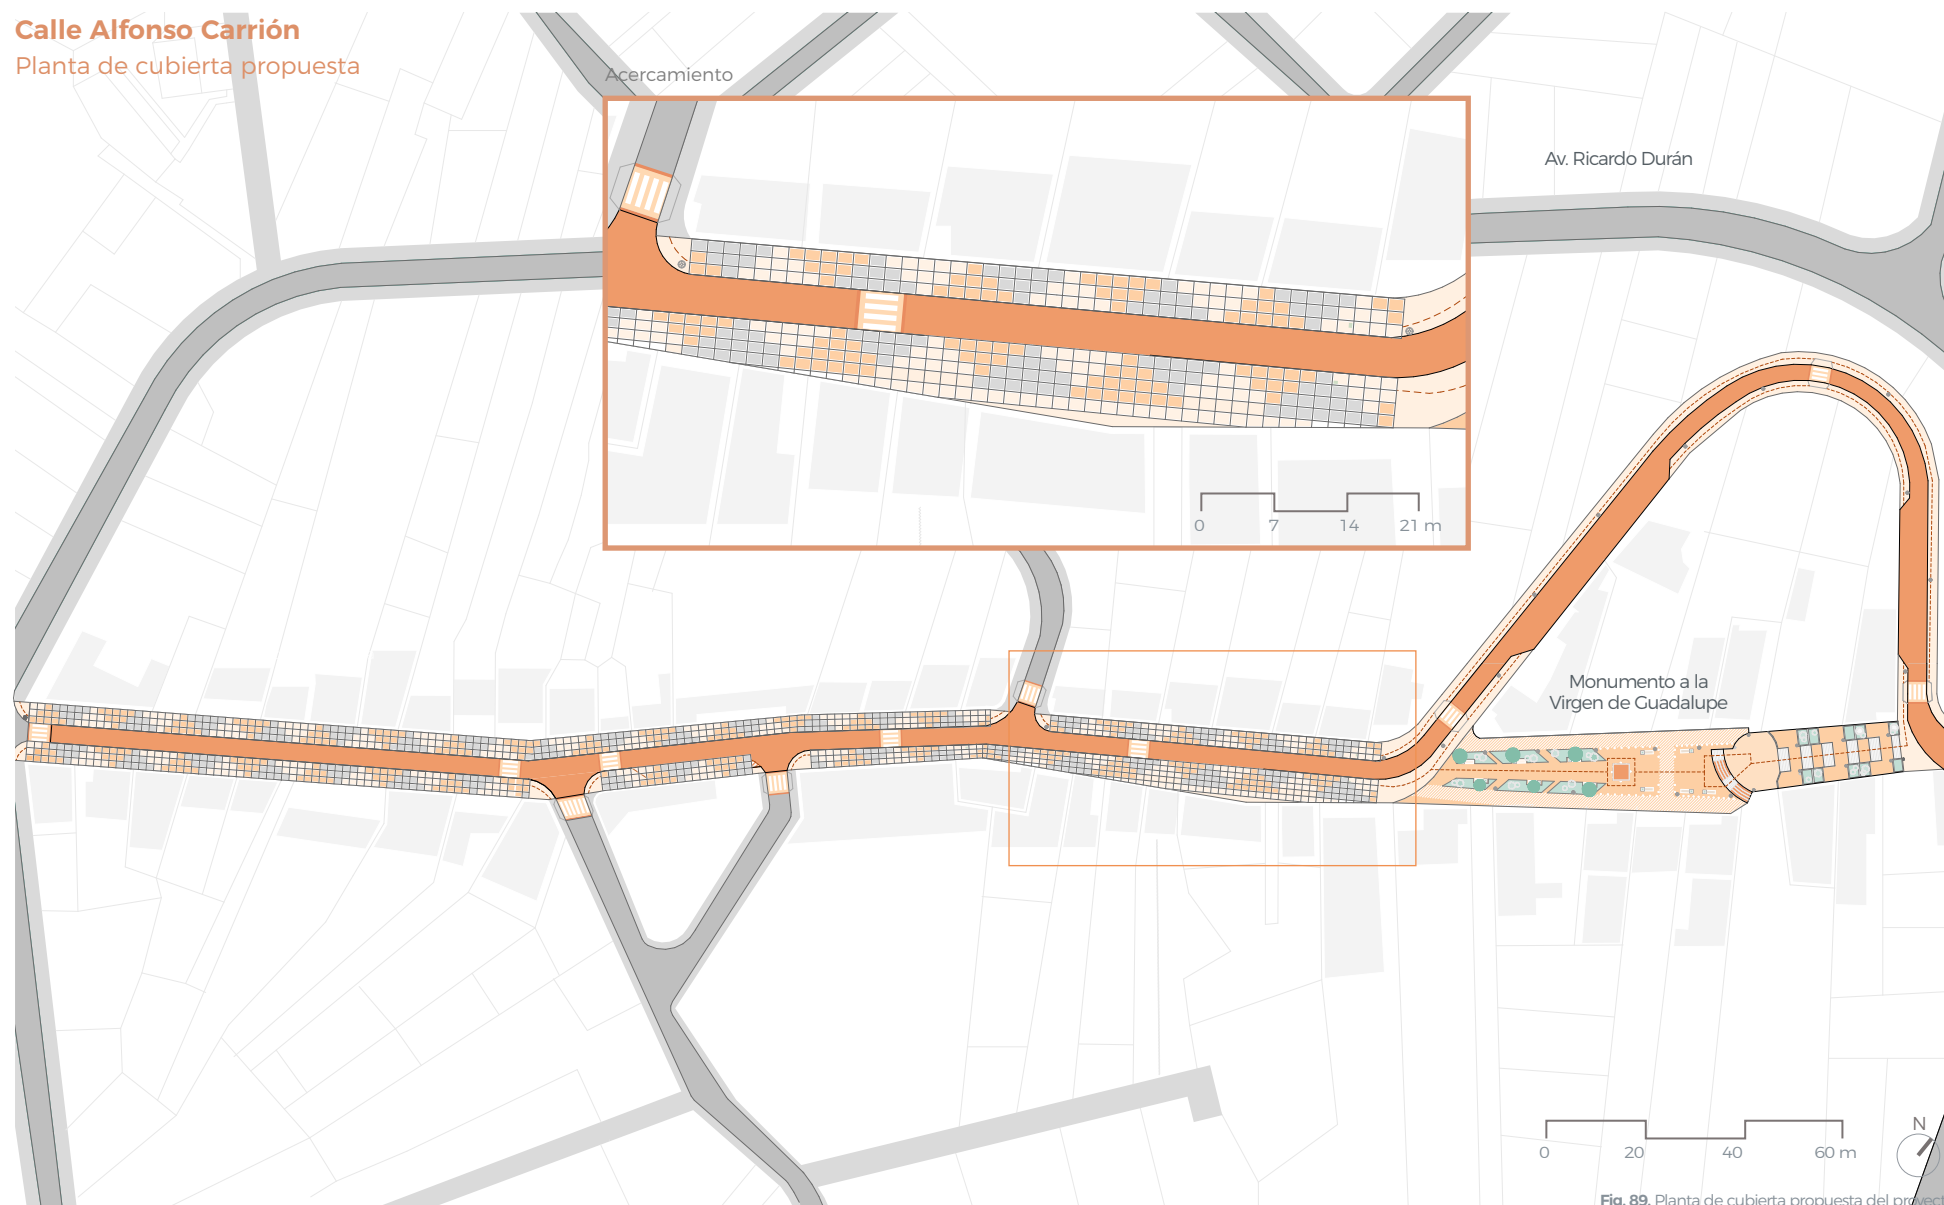 Calle Alfonso Carrión
Planta de cubierta propuesta
Acercamiento
Av. Ricardo Durán
0 7 14 21 m
Monumento a la
Virgen de Guadalupe
0 20 40 60 m
N
Fig. 89. Planta de cubierta propuesta del